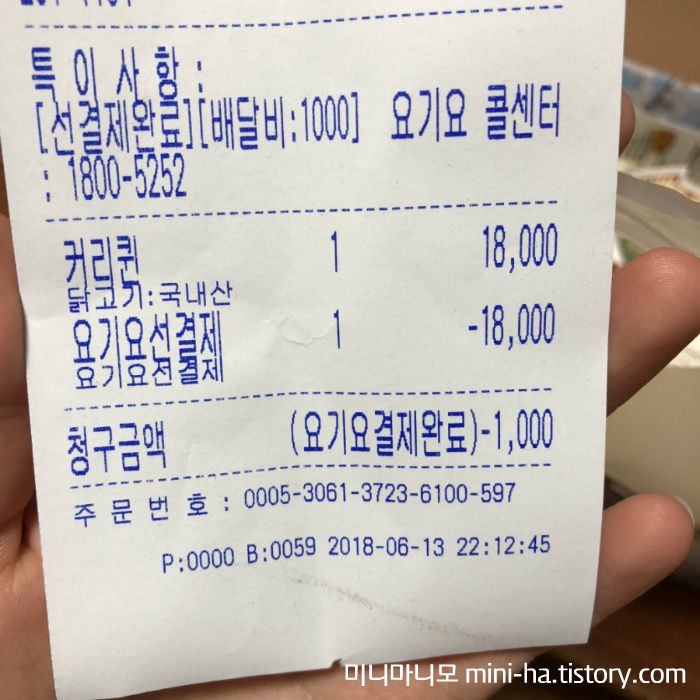 특 이 사 항 :
[선결제완료][배달비:1000] 요기요 콜센터
: 1800-5252
커리퀸 1 18,000
닭고기:국내산
요기요선결제 1 -18,000
요기요전결제
청구금액 (요기요결제완료)-1,000
주 문 번 호 : 0005-3061-3723-6100-597
P:0000 B:0059 2018-06-13 22:12:45
미니마니모 mini-ha.tistory.com